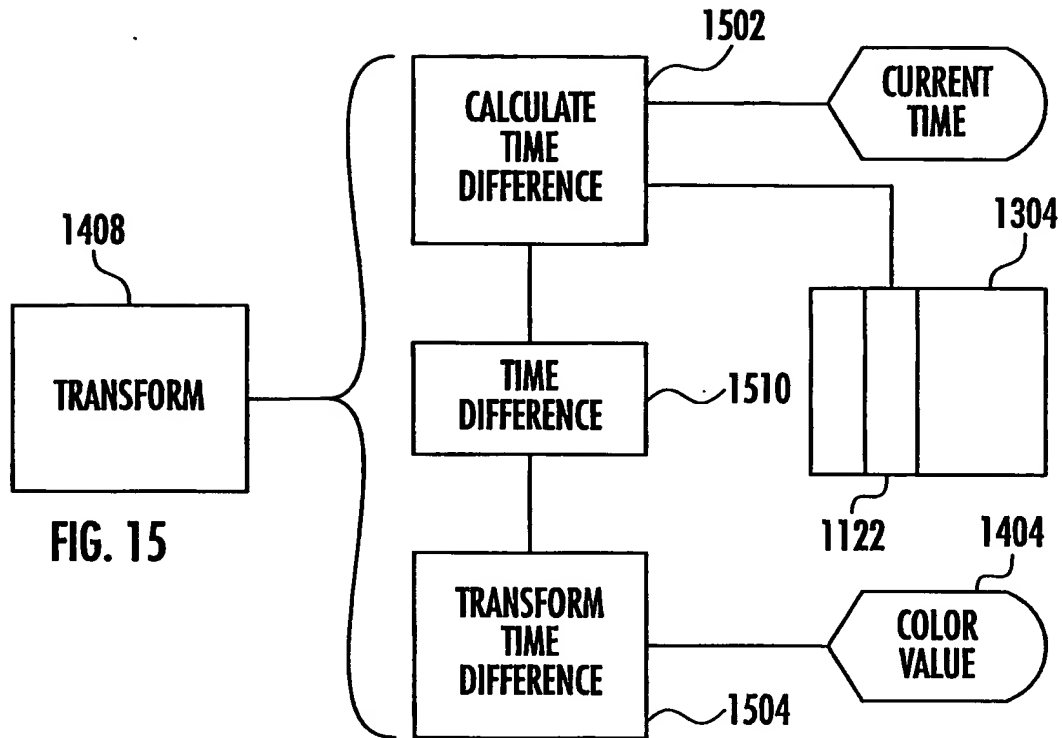 1502
CALCULATE
TIME
DIFFERENCE
CURRENT
TIME
1408
TRANSFORM
1304
TIME
DIFFERENCE
1510
1122
FIG. 15
TRANSFORM
TIME
DIFFERENCE
1504
1404
COLOR
VALUE